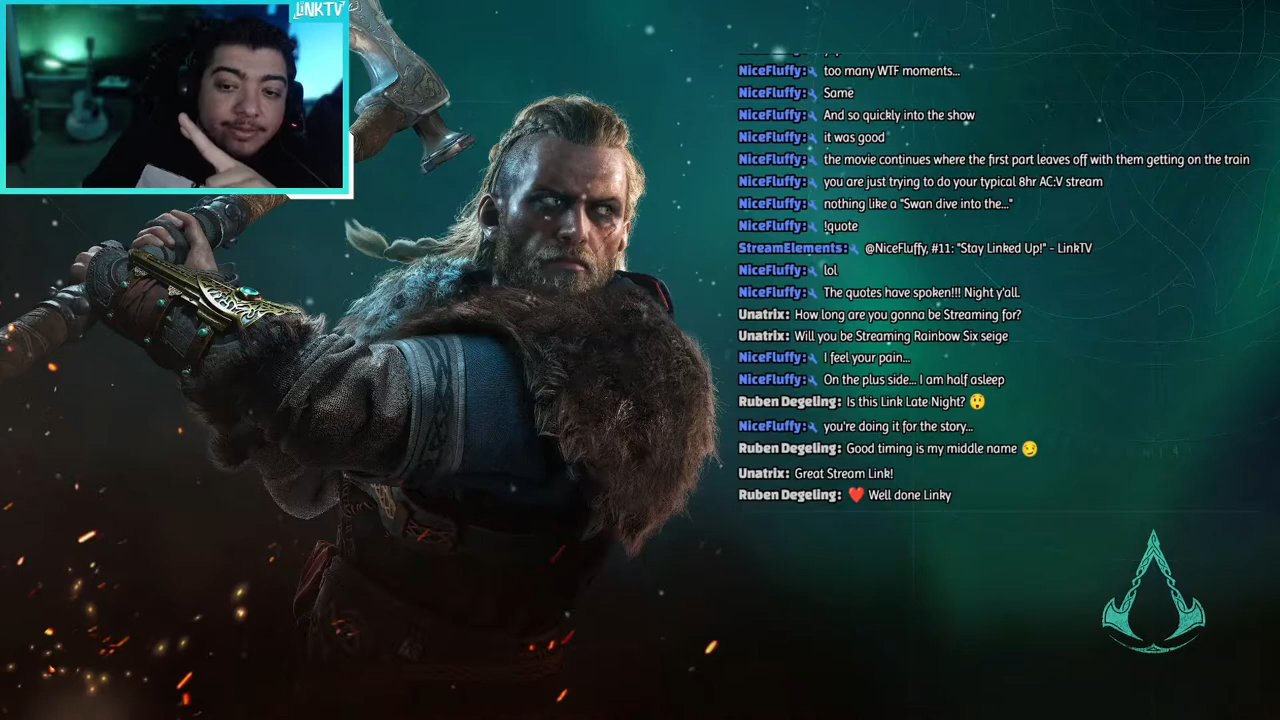 LiNKTV
NiceFluffy: too many WTF moments...
NiceFluffy: Same
NiceFluffy: And so quickly into the show
NiceFluffy: it was good
NiceFluffy: the movie continues where the first part leaves off with them getting on the train
NiceFluffy: you are just trying to do your typical 8hr AC:V stream
NiceFluffy: nothing like a "Swan dive into the..."
NiceFluffy: !quote
StreamElements: @NiceFluffy, #11: "Stay Linked Up!" - LinkTV
NiceFluffy: lol
NiceFluffy: The quotes have spoken!!! Night y'all.
Unatrix: How long are you gonna be Streaming for?
Unatrix: Will you be Streaming Rainbow Six seige
NiceFluffy: I feel your pain...
NiceFluffy: On the plus side... I am half asleep
Ruben Degeling: Is this Link Late Night? 😲
NiceFluffy: you're doing it for the story...
Ruben Degeling: Good timing is my middle name 😏
Unatrix: Great Stream Link!
Ruben Degeling: ❤️ Well done Linky